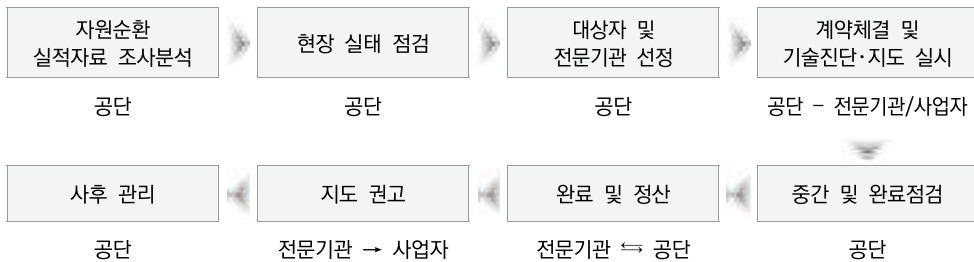 자원순환
실적자료 조사분석
공단
현장 실태 점검
공단
대상자 및
전문기관 선정
공단
계약체결 및
기술진단·지도 실시
공단 - 전문기관/사업자
중간 및 완료점검
공단
완료 및 정산
전문기관 ⇆ 공단
지도 권고
전문기관 → 사업자
사후 관리
공단